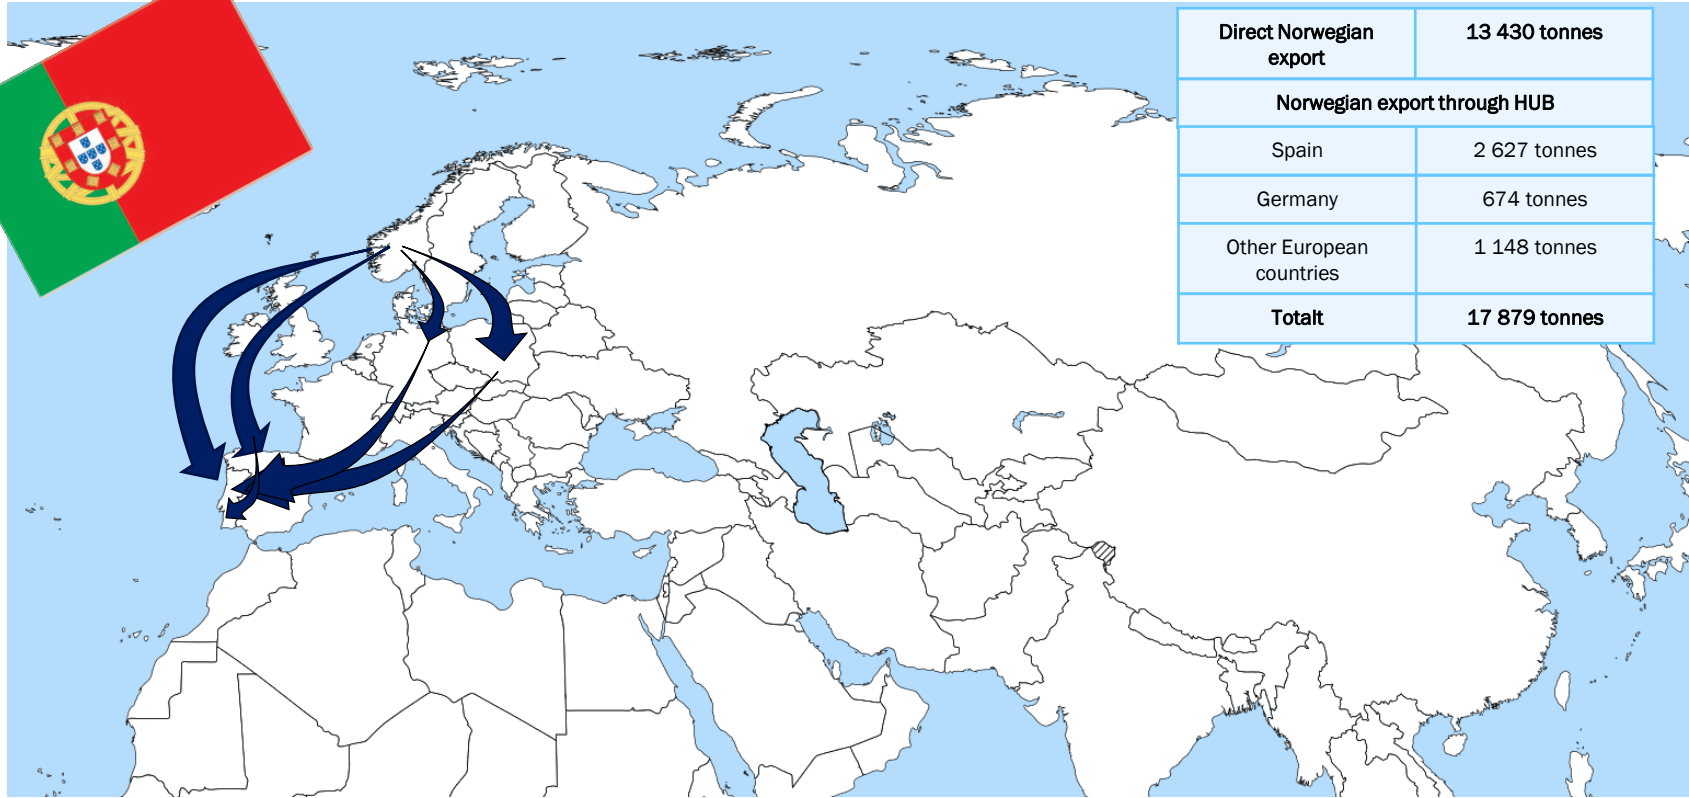 Direct Norwegian
export
13 430 tonnes
Norwegian export through HUB
Spain
2 627 tonnes
Germany
674 tonnes
Other European
countries
1 148 tonnes
Totalt
17 879 tonnes